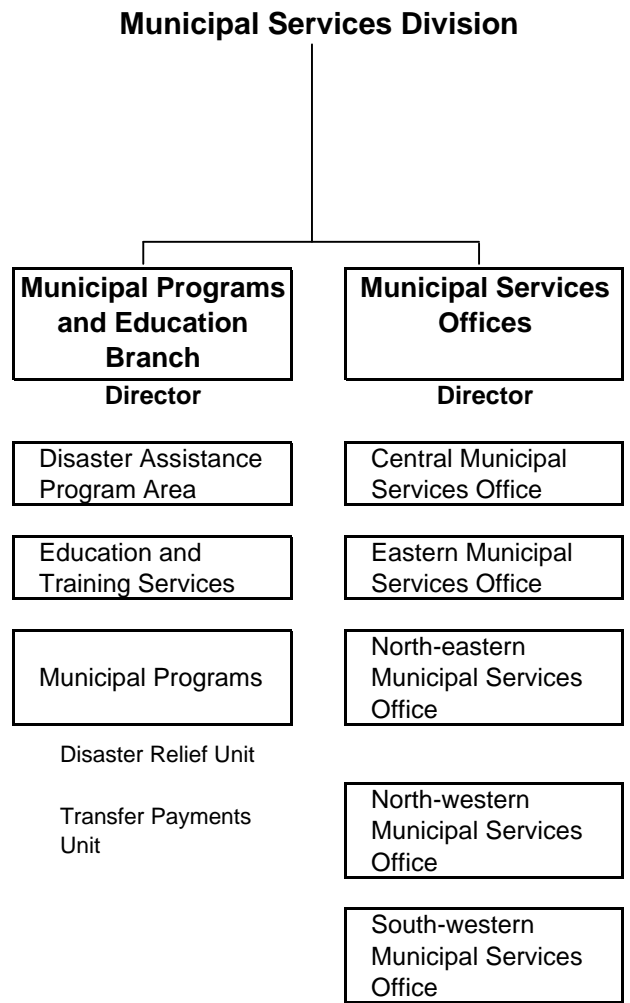 Municipal Services Division
Municipal Programs
and Education
Branch
Director
Disaster Assistance
Program Area
Education and
Training Services
Municipal Programs
Disaster Relief Unit
Transfer Payments
Unit
Municipal Services
Offices
Director
Central Municipal
Services Office
Eastern Municipal
Services Office
North-eastern
Municipal Services
Office
North-western
Municipal Services
Office
South-western
Municipal Services
Office